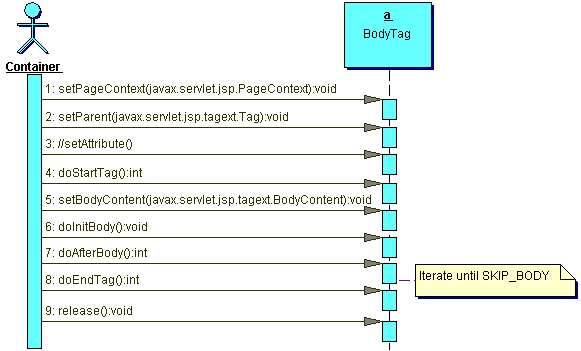 a
BodyTag
Container
1: setPageContext(javax.servlet.jsp.PageContext):void
2: setParent(javax.servlet.jsp.tagext.Tag):void
3: //setAttribute()
4: doStartTag():int
5: setBodyContent(javax.servlet.jsp.tagext.BodyContent):void
6: doInitBody():void
7: doAfterBody():int
Iterate until SKIP_BODY
8: doEndTag():int
9: release():void